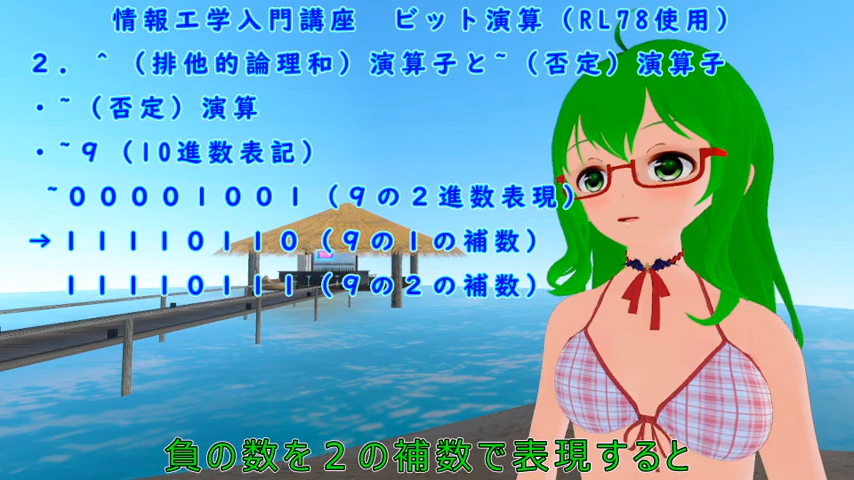 情報工学入門講座　ビット演算（RL78使用）
２．＾（排他的論理和）演算子と~（否定）演算子
・~（否定）演算
・~９（10進数表記）
~００００１００１（９の２進数表現）
→１１１１０１１０（９の１の補数）
１１１１０１１１（９の２の補数）
負の数を２の補数で表現すると